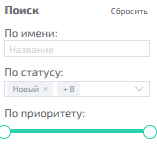 Поиск Сбросить
По имени:
Название
По статусу:
Новый × + 8
По приоритету: